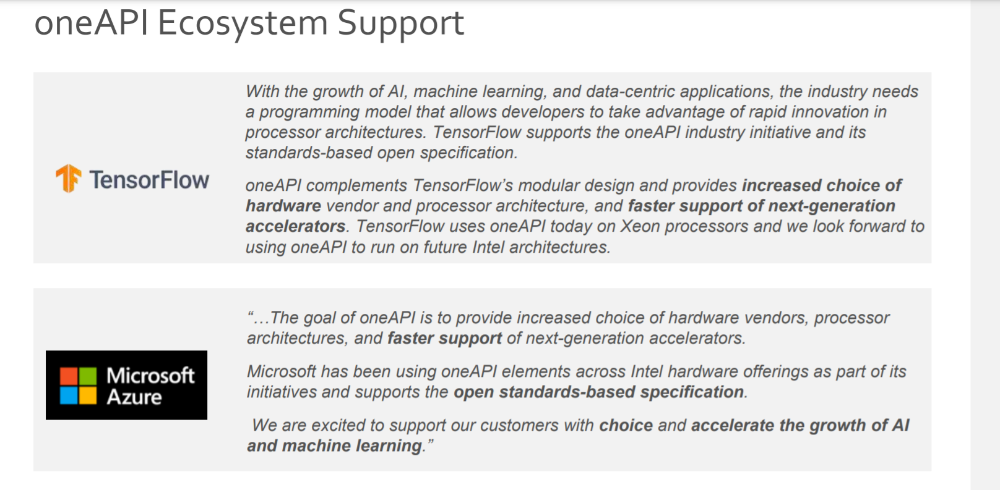 oneAPI Ecosystem Support
With the growth of AI, machine learning, and data-centric applications, the industry needs
a programming model that allows developers to take advantage of rapid innovation in
processor architectures. TensorFlow supports the oneAPI industry initiative and its
standards-based open specification.
TensorFlow
oneAPI complements TensorFlow’s modular design and provides increased choice of
hardware vendor and processor architecture, and faster support of next-generation
accelerators. TensorFlow uses oneAPI today on Xeon processors and we look forward to
using oneAPI to run on future Intel architectures.
“…The goal of oneAPI is to provide increased choice of hardware vendors, processor
architectures, and faster support of next-generation accelerators.
Microsoft
Azure
Microsoft has been using oneAPI elements across Intel hardware offerings as part of its
initiatives and supports the open standards-based specification.
We are excited to support our customers with choice and accelerate the growth of AI
and machine learning.”